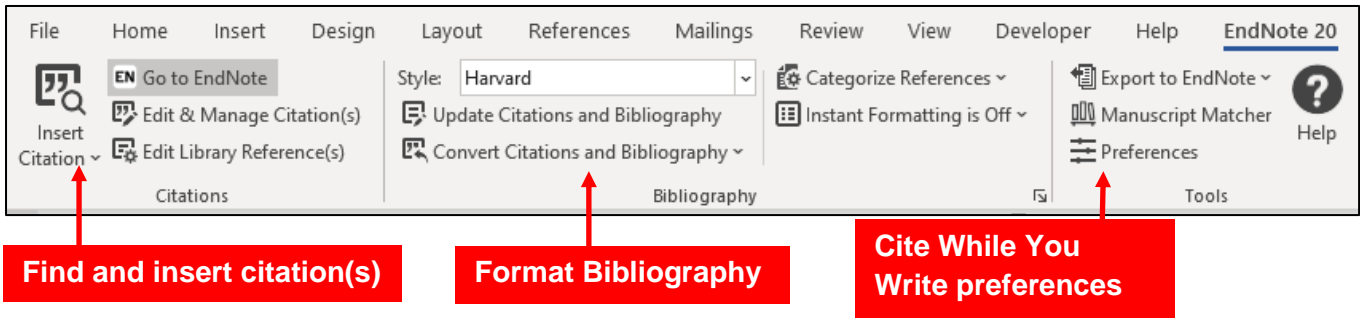 File Home Insert Design Layout References Mailings Review View Developer Help EndNote 20
Insert
Citation
EN Go to EndNote
Edit & Manage Citation(s)
Edit Library Reference(s)
Citations
Style: Harvard
Update Citations and Bibliography
Convert Citations and Bibliography
Categorize References
Instant Formatting is Off
Bibliography
Export to EndNote
Manuscript Matcher
Preferences
Tools
?
Help
Find and insert citation(s)
Format Bibliography
Cite While You
Write preferences